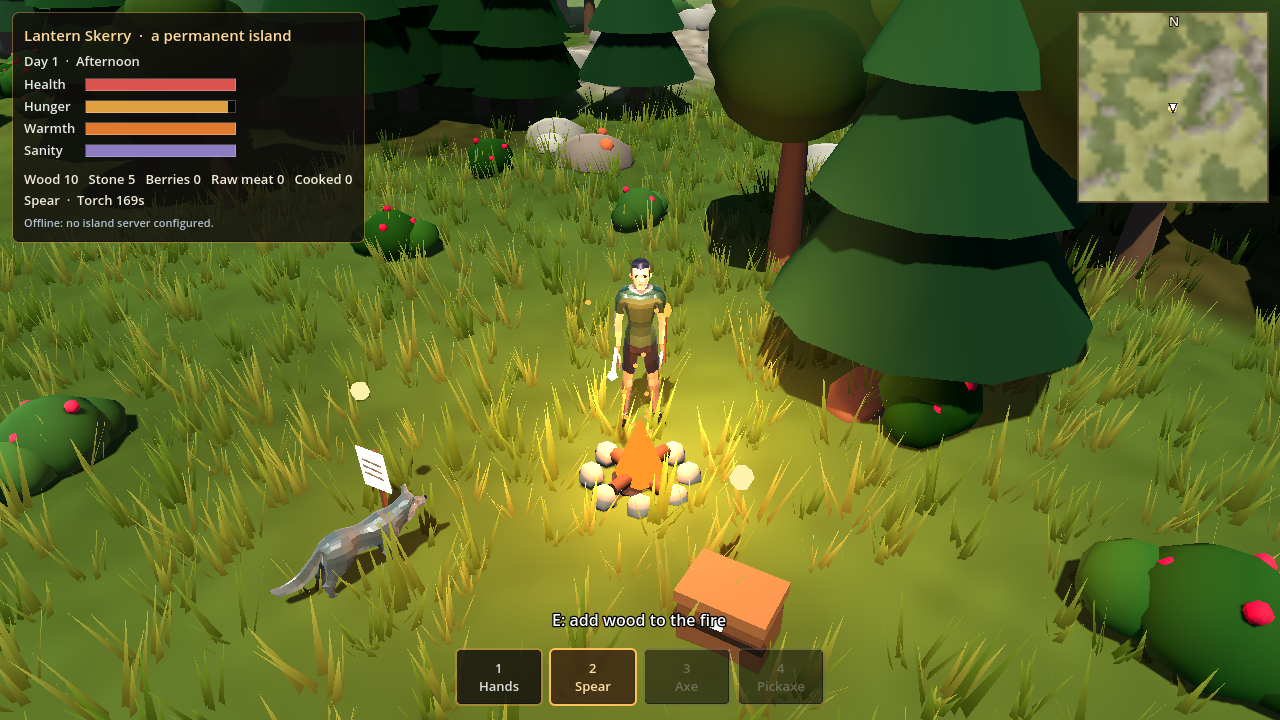 Lantern Skerry · a permanent island
Day 1 · Afternoon
Health
Hunger
Warmth
Sanity
Wood 10 Stone 5 Berries 0 Raw meat 0 Cooked 0
Spear · Torch 169s
Offline: no island server configured.
N
E: add wood to the fire
1
Hands
2
Spear
3
Axe
4
Pickaxe